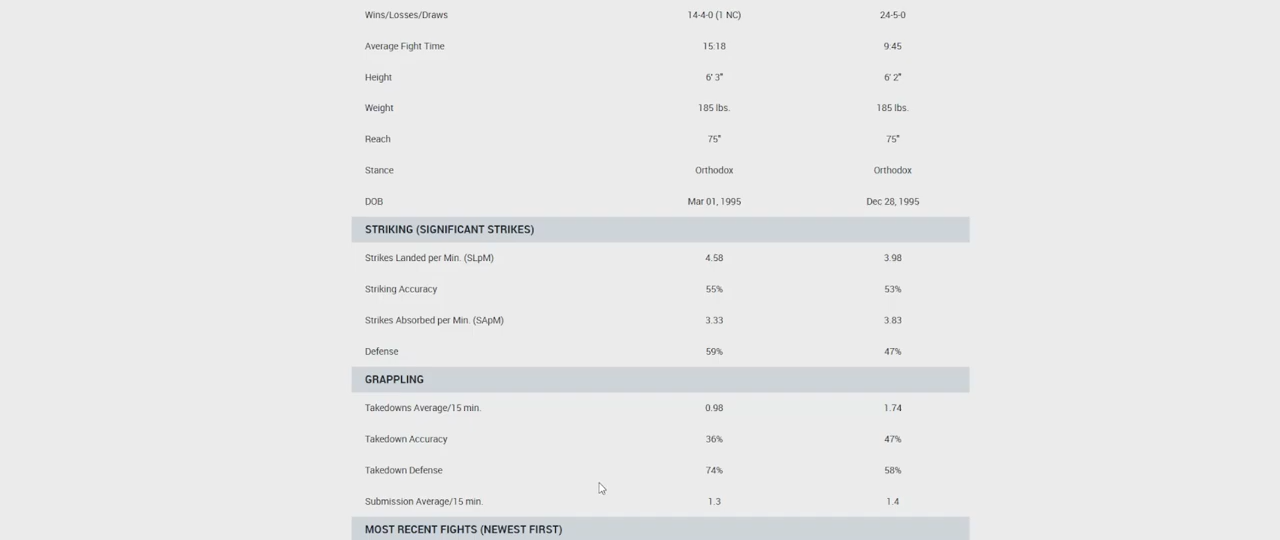 Wins/Losses/Draws 14-4-0 (1 NC) 24-5-0
Average Fight Time 15:18 9:45
Height 6' 3" 6' 2"
Weight 185 lbs. 185 lbs.
Reach 75" 75"
Stance Orthodox Orthodox
DOB Mar 01, 1995 Dec 28, 1995
STRIKING (SIGNIFICANT STRIKES)
Strikes Landed per Min. (SLpM) 4.58 3.98
Striking Accuracy 55% 53%
Strikes Absorbed per Min. (SApM) 3.33 3.83
Defense 59% 47%
GRAPPLING
Takedowns Average/15 min. 0.98 1.74
Takedown Accuracy 36% 47%
Takedown Defense 74% 58%
Submission Average/15 min. 1.3 1.4
MOST RECENT FIGHTS (NEWEST FIRST)